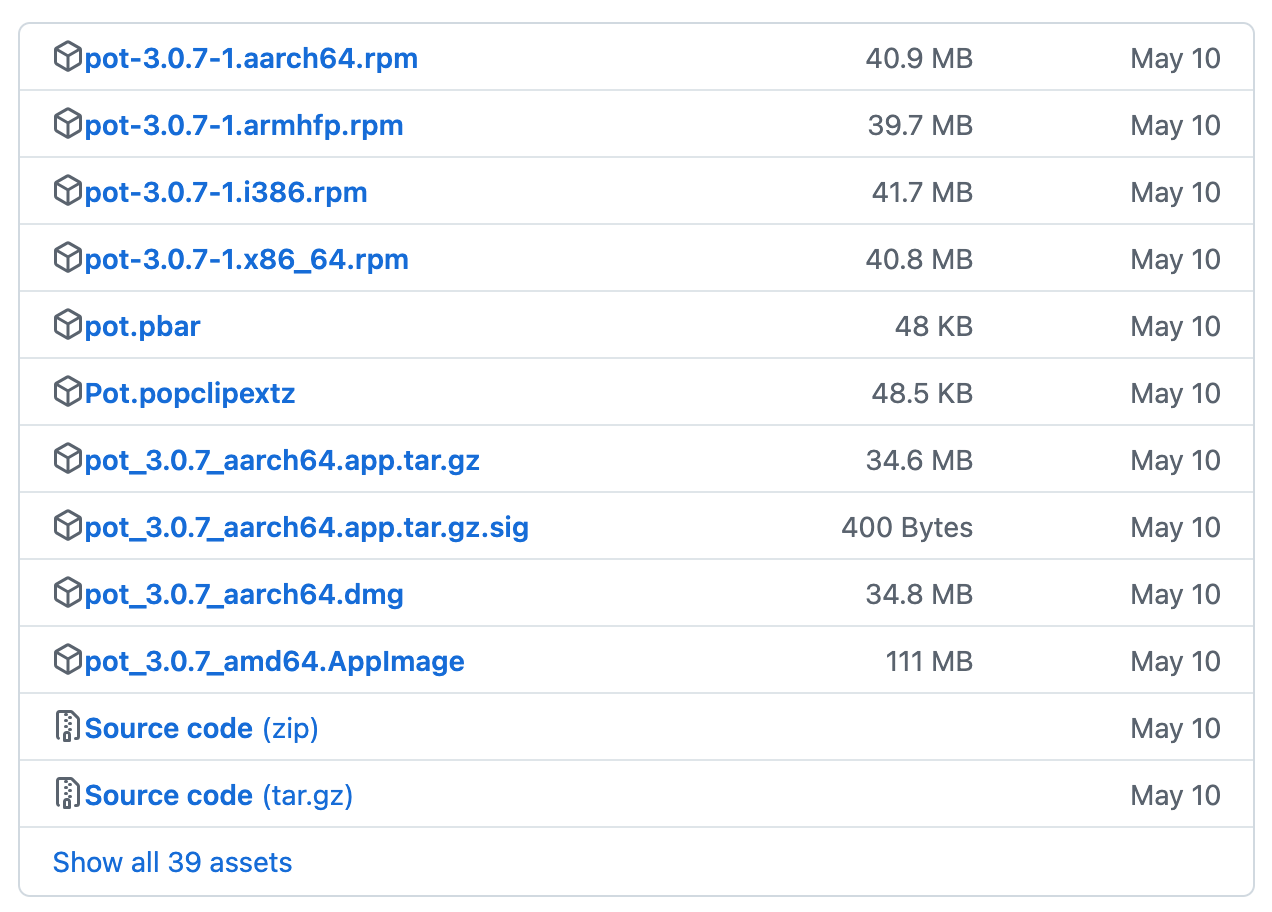 pot-3.0.7-1.aarch64.rpm 40.9 MB May 10
pot-3.0.7-1.armhfp.rpm 39.7 MB May 10
pot-3.0.7-1.i386.rpm 41.7 MB May 10
pot-3.0.7-1.x86_64.rpm 40.8 MB May 10
pot.pbar 48 KB May 10
Pot.popclipextz 48.5 KB May 10
pot_3.0.7_aarch64.app.tar.gz 34.6 MB May 10
pot_3.0.7_aarch64.app.tar.gz.sig 400 Bytes May 10
pot_3.0.7_aarch64.dmg 34.8 MB May 10
pot_3.0.7_amd64.AppImage 111 MB May 10
Source code (zip) May 10
Source code (tar.gz) May 10
Show all 39 assets